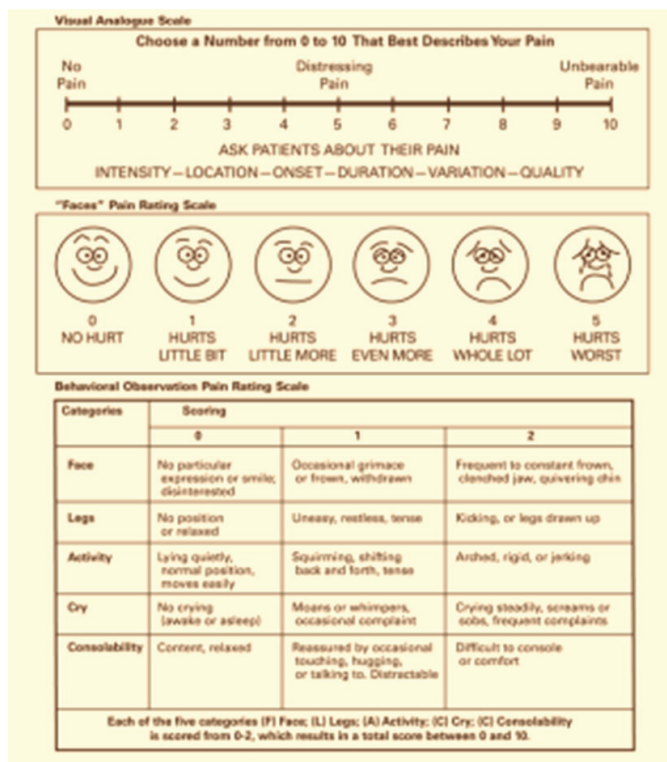 Visual Analogue Scale
Choose a Number from 0 to 10 That Best Describes Your Pain
No Pain
Distressing Pain
Unbearable Pain
0 1 2 3 4 5 6 7 8 9 10
ASK PATIENTS ABOUT THEIR PAIN
INTENSITY—LOCATION—ONSET—DURATION—VARIATION—QUALITY
"Faces" Pain Rating Scale
0 1 2 3 4 5
NO HURT
HURTS LITTLE BIT
HURTS LITTLE MORE
HURTS EVEN MORE
HURTS WHOLE LOT
HURTS WORST
Behavioral Observation Pain Rating Scale
Categories Scoring
0 1 2
Face
No particular
expression or smile;
disinterested
Occasional grimace
or frown, withdrawn
Frequent to constant frown,
clenched jaw, quivering chin
Legs
No position
or relaxed
Uneasy, restless, tense
Kicking, or legs drawn up
Activity
Lying quietly,
normal position,
moves easily
Squirming, shifting
back and forth, tense
Arched, rigid, or jerking
Cry
No crying
(awake or asleep)
Moans or whimpers,
occasional complaint
Crying steadily, screams or
sobs, frequent complaints
Consolability
Content, relaxed
Reassured by occasional
touching, hugging,
or talking to. Distractable
Difficult to console
or comfort
Each of the five categories (F) Face; (L) Legs; (A) Activity; (C) Cry; (C) Consolability
is scored from 0-2, which results in a total score between 0 and 10.